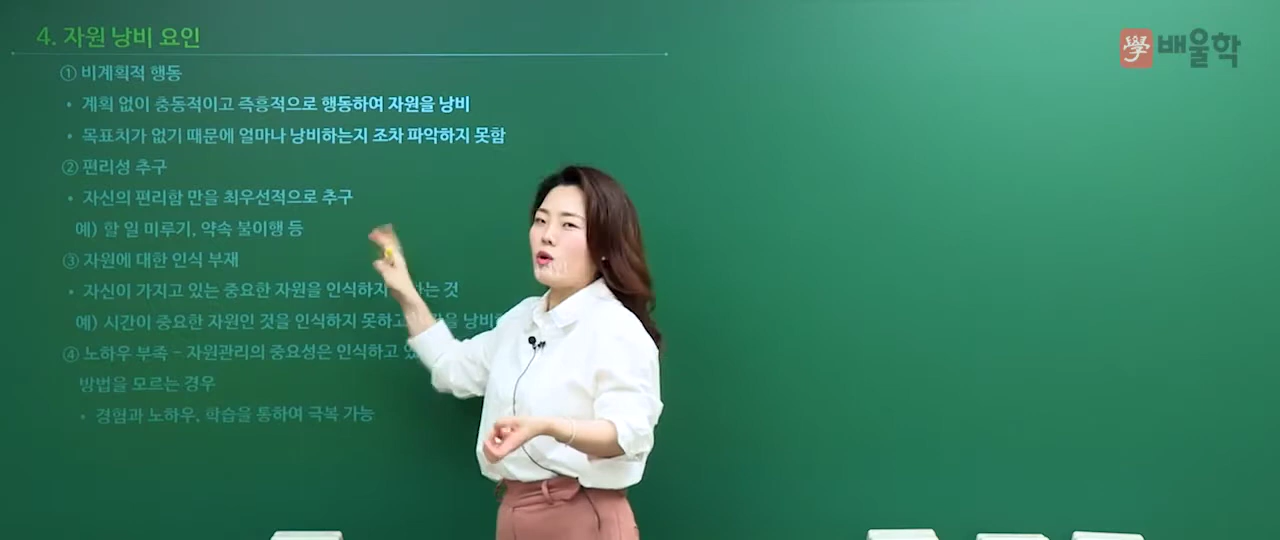 4. 자원 낭비 요인
學 배울학
① 비계획적 행동
• 계획 없이 충동적이고 즉흥적으로 행동하여 자원을 낭비
• 목표치가 없기 때문에 얼마나 낭비하는지 조차 파악하지 못함
② 편리성 추구
• 자신의 편리함 만을 최우선적으로 추구
예) 할 일 미루기, 약속 불이행 등
③ 자원에 대한 인식 부재
• 자신이 가지고 있는 중요한 자원을 인식하지 는 것
예) 시간이 중요한 자원인 것을 인식하지 못하고
④ 노하우 부족 - 자원관리의 중요성은 인식하고
방법을 모르는 경우
• 경험과 노하우, 학습을 통하여 극복 가능